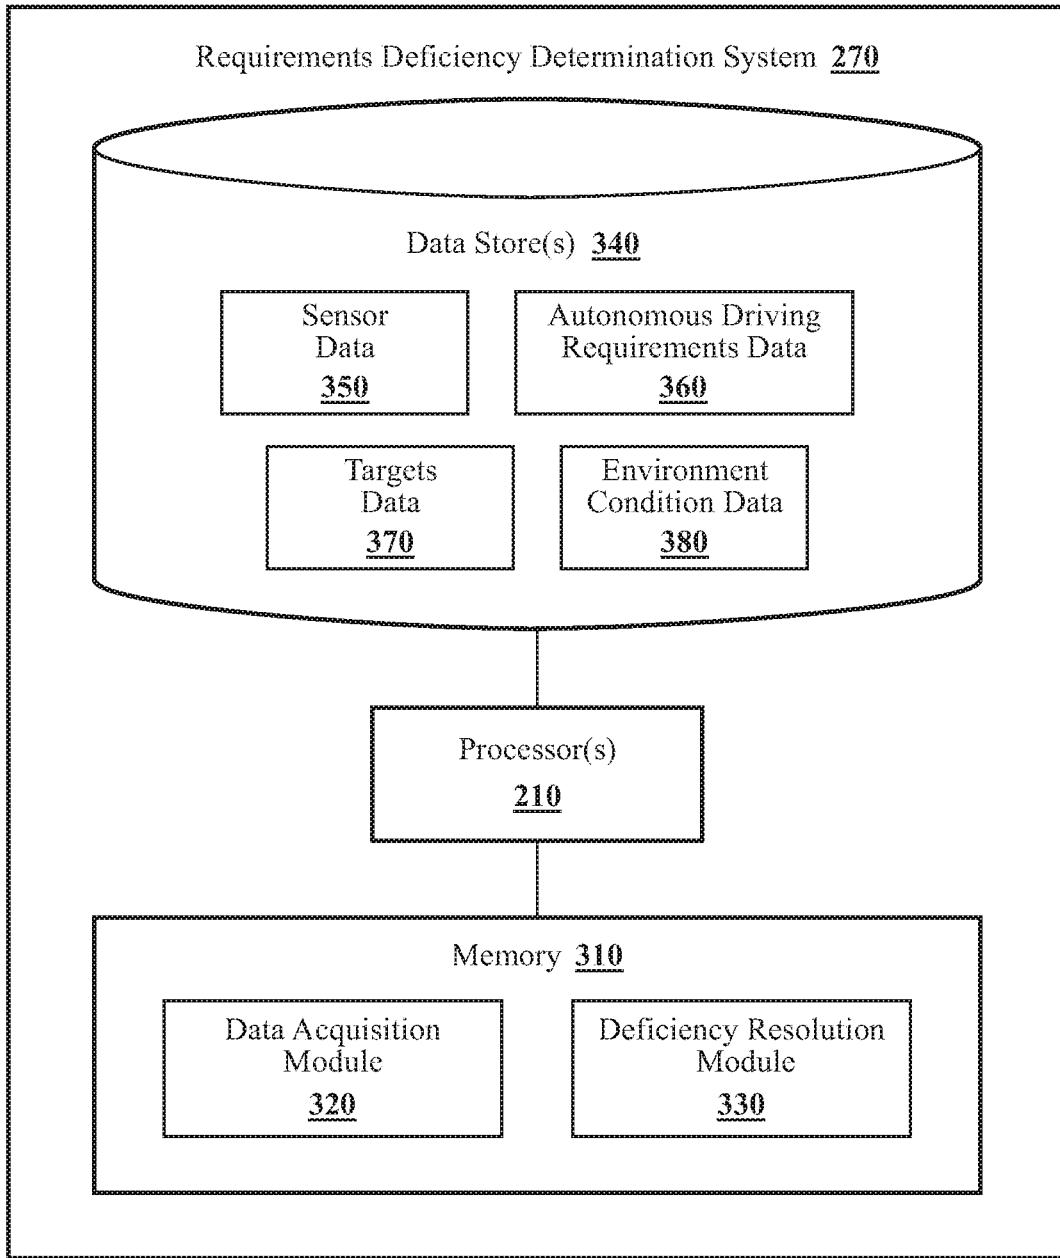 Requirements Deficiency Determination System 270
Data Store(s) 340
Sensor
Data
350
Autonomous Driving
Requirements Data
360
Targets
Data
370
Environment
Condition Data
380
Processor(s)
210
Memory 310
Data Acquisition
Module
320
Deficiency Resolution
Module
330